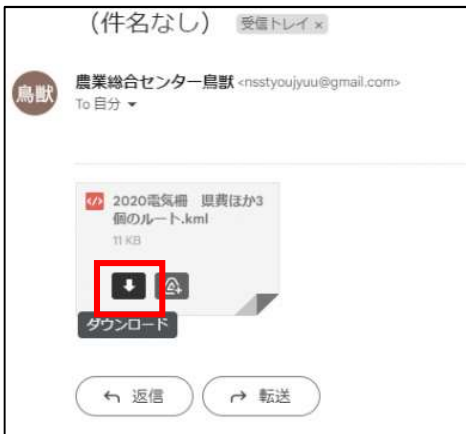 （件名なし） 受信トレイ ×
鳥獣
農業総合センター鳥獣 <nsstyoujyuu@gmail.com>
To 自分
2020電気柵 県費ほか3
個のルート.kml
11 KB
ダウンロード
返信 転送